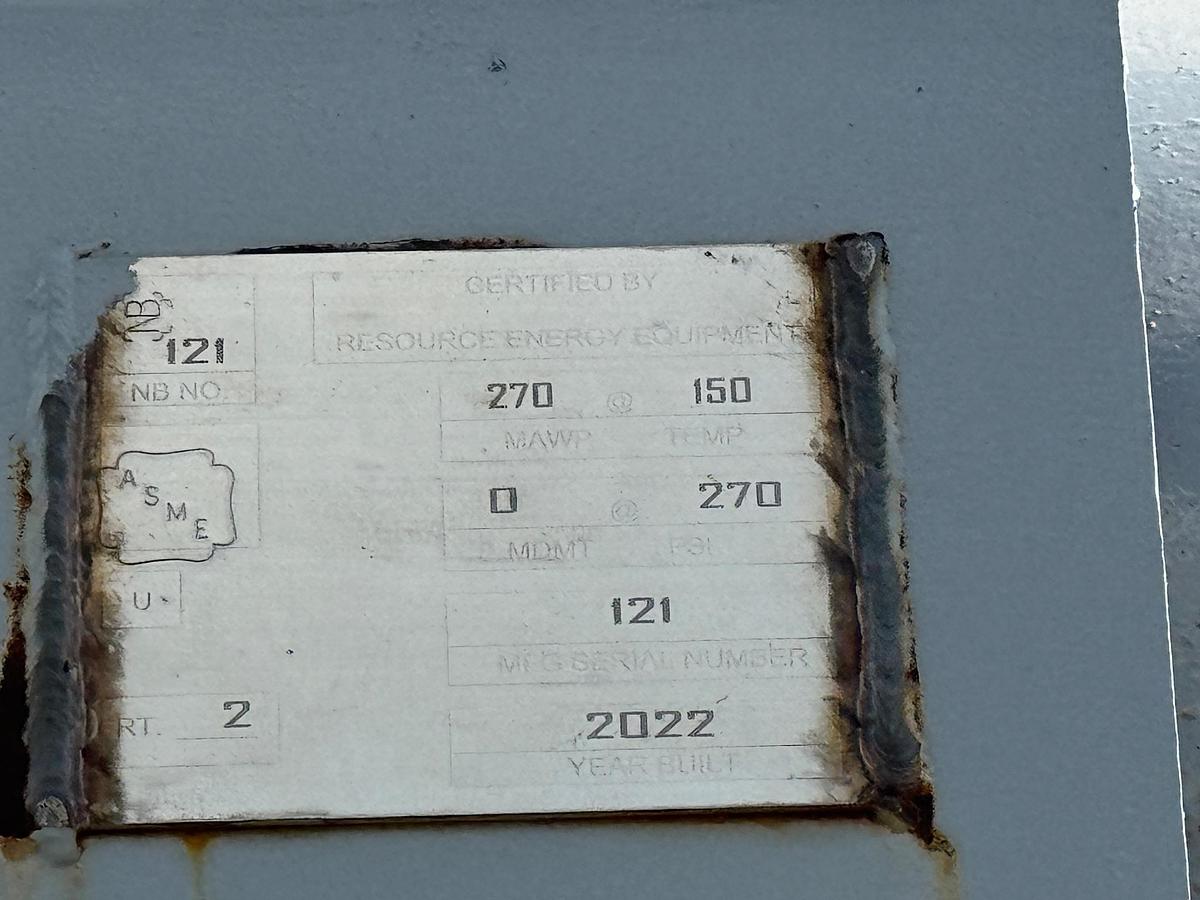 NB
121
NB NO.
ASME
U
RT. 2
CERTIFIED BY
RESOURCE ENERGY EQUIPMENT
270 @ 150
MAWP TEMP
0 @ 270
MDMT PSI
121
MFG SERIAL NUMBER
2022
YEAR BUILT